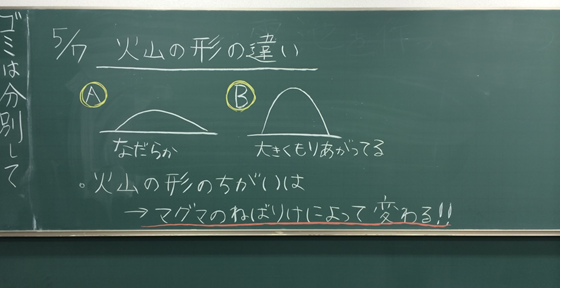 ゴミは分別して
5/7 火山の形の違い
Ⓐ Ⓑ
なだらか 大きくもりあがってる
。火山の形のちがいは
→マグマのねばりけによって変わる!!